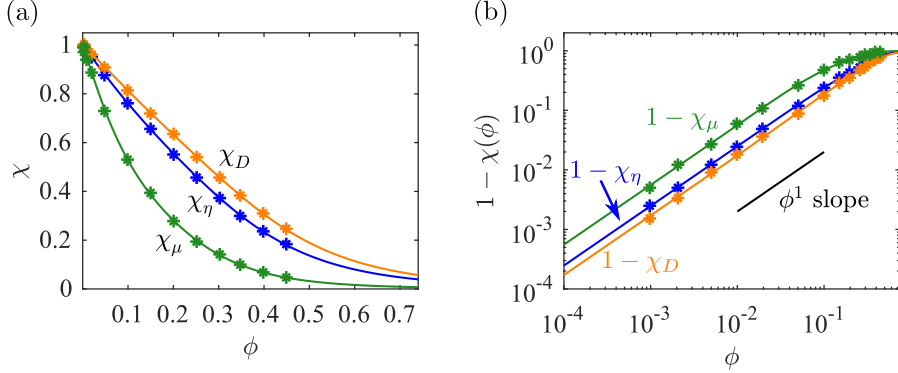 (a)
1
0.8
0.6
0.4
0.2
0
χ
χ_D
χ_η
χ_μ
0.1 0.2 0.3 0.4 0.5 0.6 0.7
ϕ
(b)
10^0
10^-1
10^-2
10^-3
10^-4
1 − χ(ϕ)
1 − χ_μ
1 − χ_η
ϕ^1 slope
1 − χ_D
10^-4 10^-3 10^-2 10^-1
ϕ